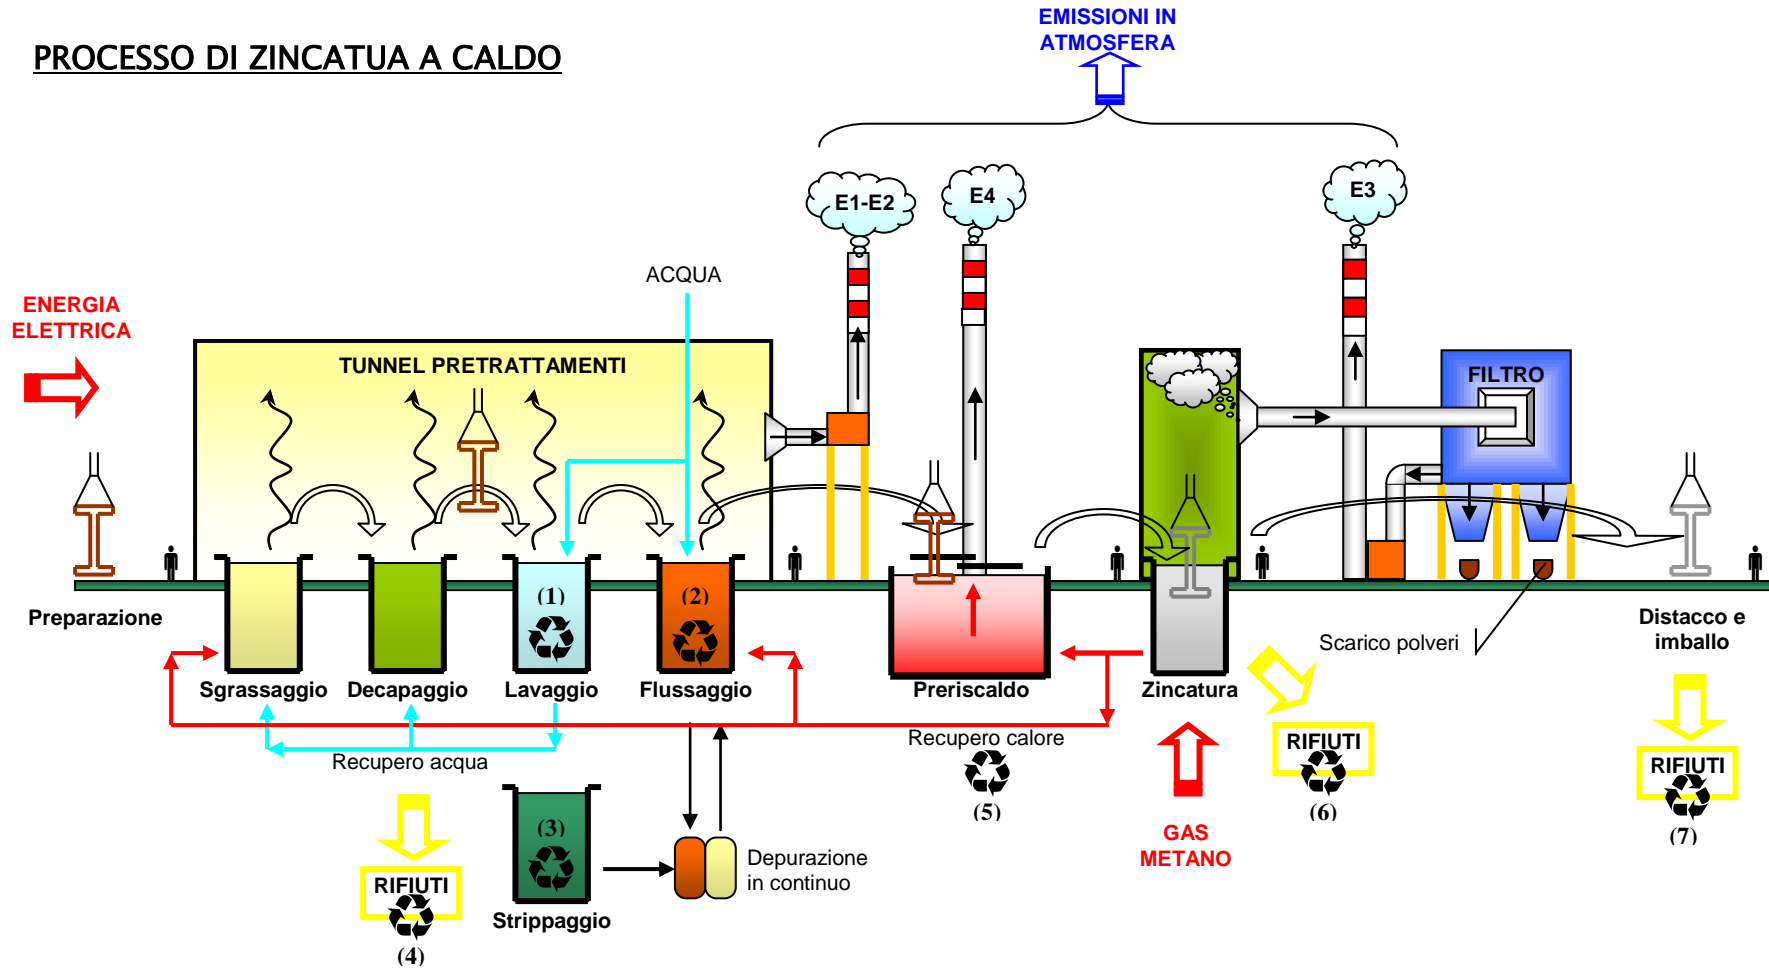 PROCESSO DI ZINCATUA A CALDO
EMISSIONI IN
ATMOSFERA
E1-E2
E4
E3
ACQUA
ENERGIA
ELETTRICA
TUNNEL PRETRATTAMENTI
FILTRO
(1)
(2)
Preparazione
Sgrassaggio
Decapaggio
Lavaggio
Flussaggio
Preriscaldo
Zincatura
Scarico polveri
Distacco e
imballo
Recupero acqua
Recupero calore
(5)
RIFIUTI
(6)
RIFIUTI
(7)
GAS
METANO
(3)
Strippaggio
Depurazione
in continuo
RIFIUTI
(4)